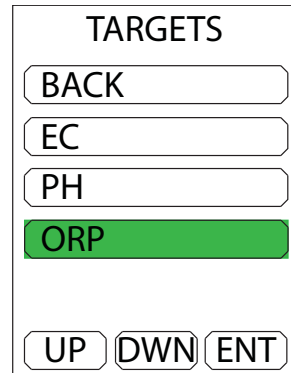 TARGETS
BACK
EC
PH
ORP
UP DWN ENT